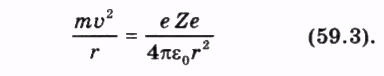 mv²/r = e Ze/4πε₀r² (59.3).